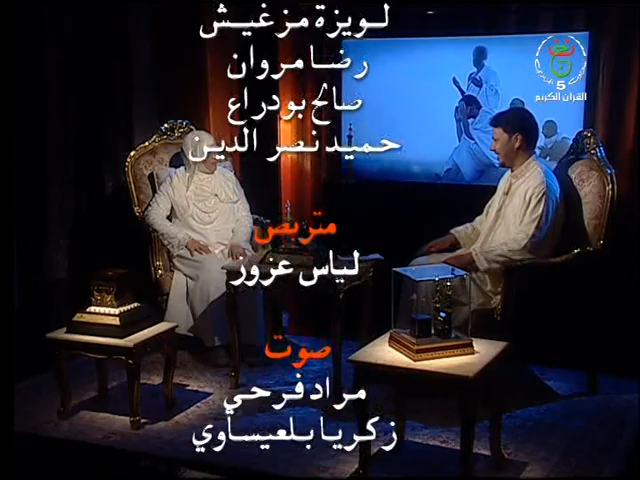 لويزة مزغيش
رضا مروان
صالح بودراع
حميد نصر الدين
متربص
لياس عزوز
صوت
مراد فرحي
زكريا بلعيساوي
5
القرآن الكريم